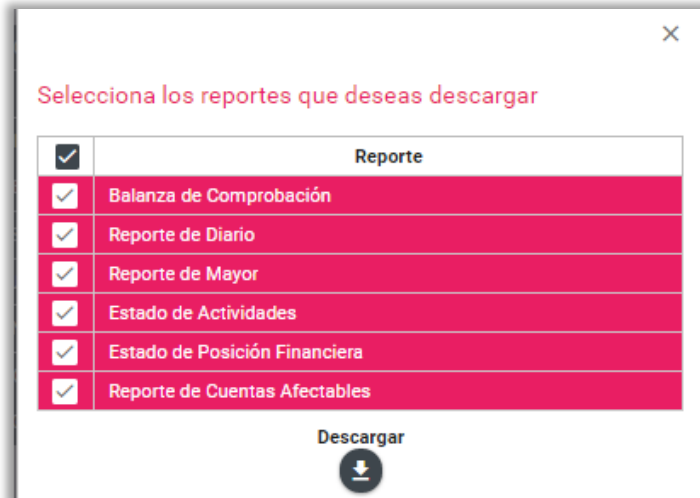 Selecciona los reportes que deseas descargar
Reporte
Balanza de Comprobación
Reporte de Diario
Reporte de Mayor
Estado de Actividades
Estado de Posición Financiera
Reporte de Cuentas Afectables
Descargar